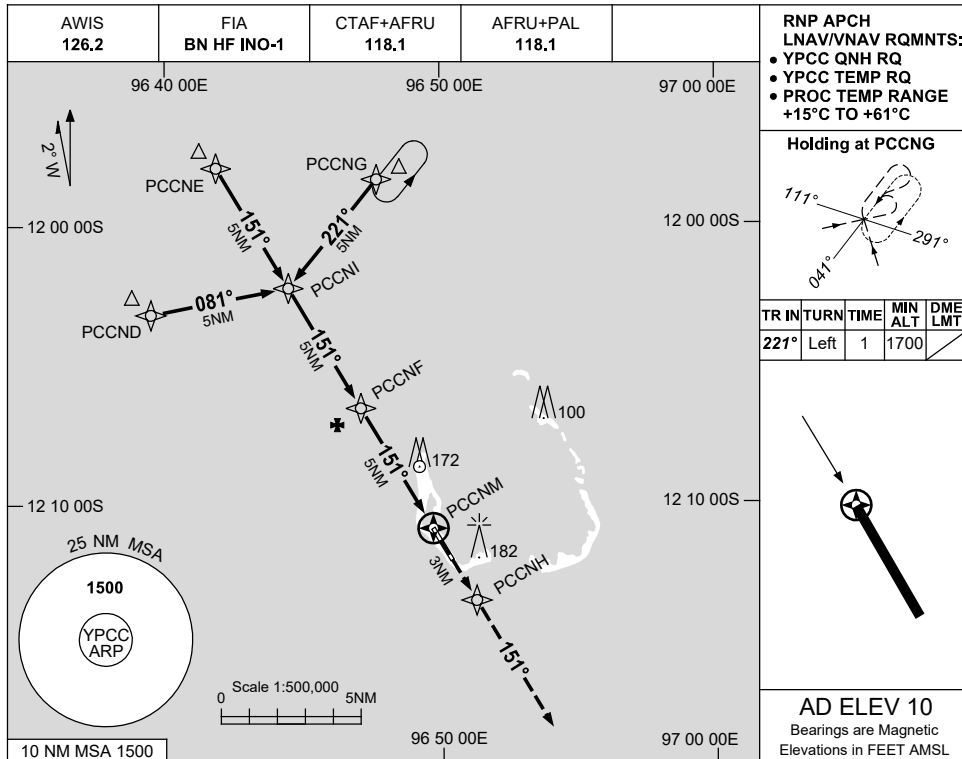 AWIS
126.2
FIA
BN HF INO-1
CTAF+AFRU
118.1
AFRU+PAL
118.1
RNP APCH
LNAV/VNAV RQMNTS:
• YPCC QNH RQ
• YPCC TEMP RQ
• PROC TEMP RANGE
+15°C TO +61°C
96 40 00E
96 50 00E
97 00 00E
2° W
PCCNE
PCCNG
Holding at PCCNG
111°
291°
041°
12 00 00S
12 00 00S
151°
5NM
221°
5NM
PCCNI
081°
5NM
PCCND
TR IN
TURN
TIME
MIN ALT
DME LMT
221°
Left
1
1700
151°
5NM
PCCNF
100
151°
5NM
172
PCCNM
12 10 00S
12 10 00S
182
3NM
PCCNH
151°
25 NM MSA
1500
YPCC
ARP
Scale 1:500,000
0
5NM
10 NM MSA 1500
96 50 00E
97 00 00E
AD ELEV 10
Bearings are Magnetic
Elevations in FEET AMSL